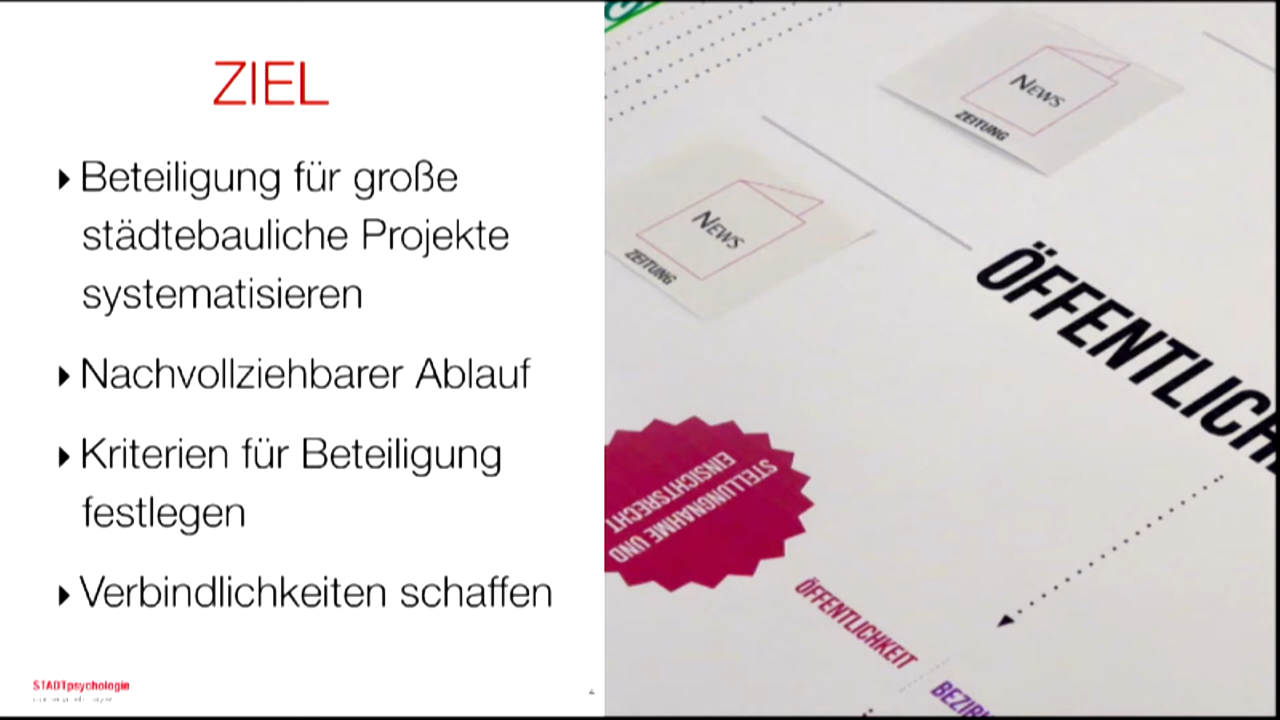 ZIEL
Beteiligung für große
städtebauliche Projekte
systematisieren
Nachvollziehbarer Ablauf
Kriterien für Beteiligung
festlegen
Verbindlichkeiten schaffen
STADTpsychologie
NEWS
ZEITUNG
NEWS
ZEITUNG
ÖFFENTLICH
STELLUNGNAHME UND
EINSICHTSRECHT
ÖFFENTLICHKEIT